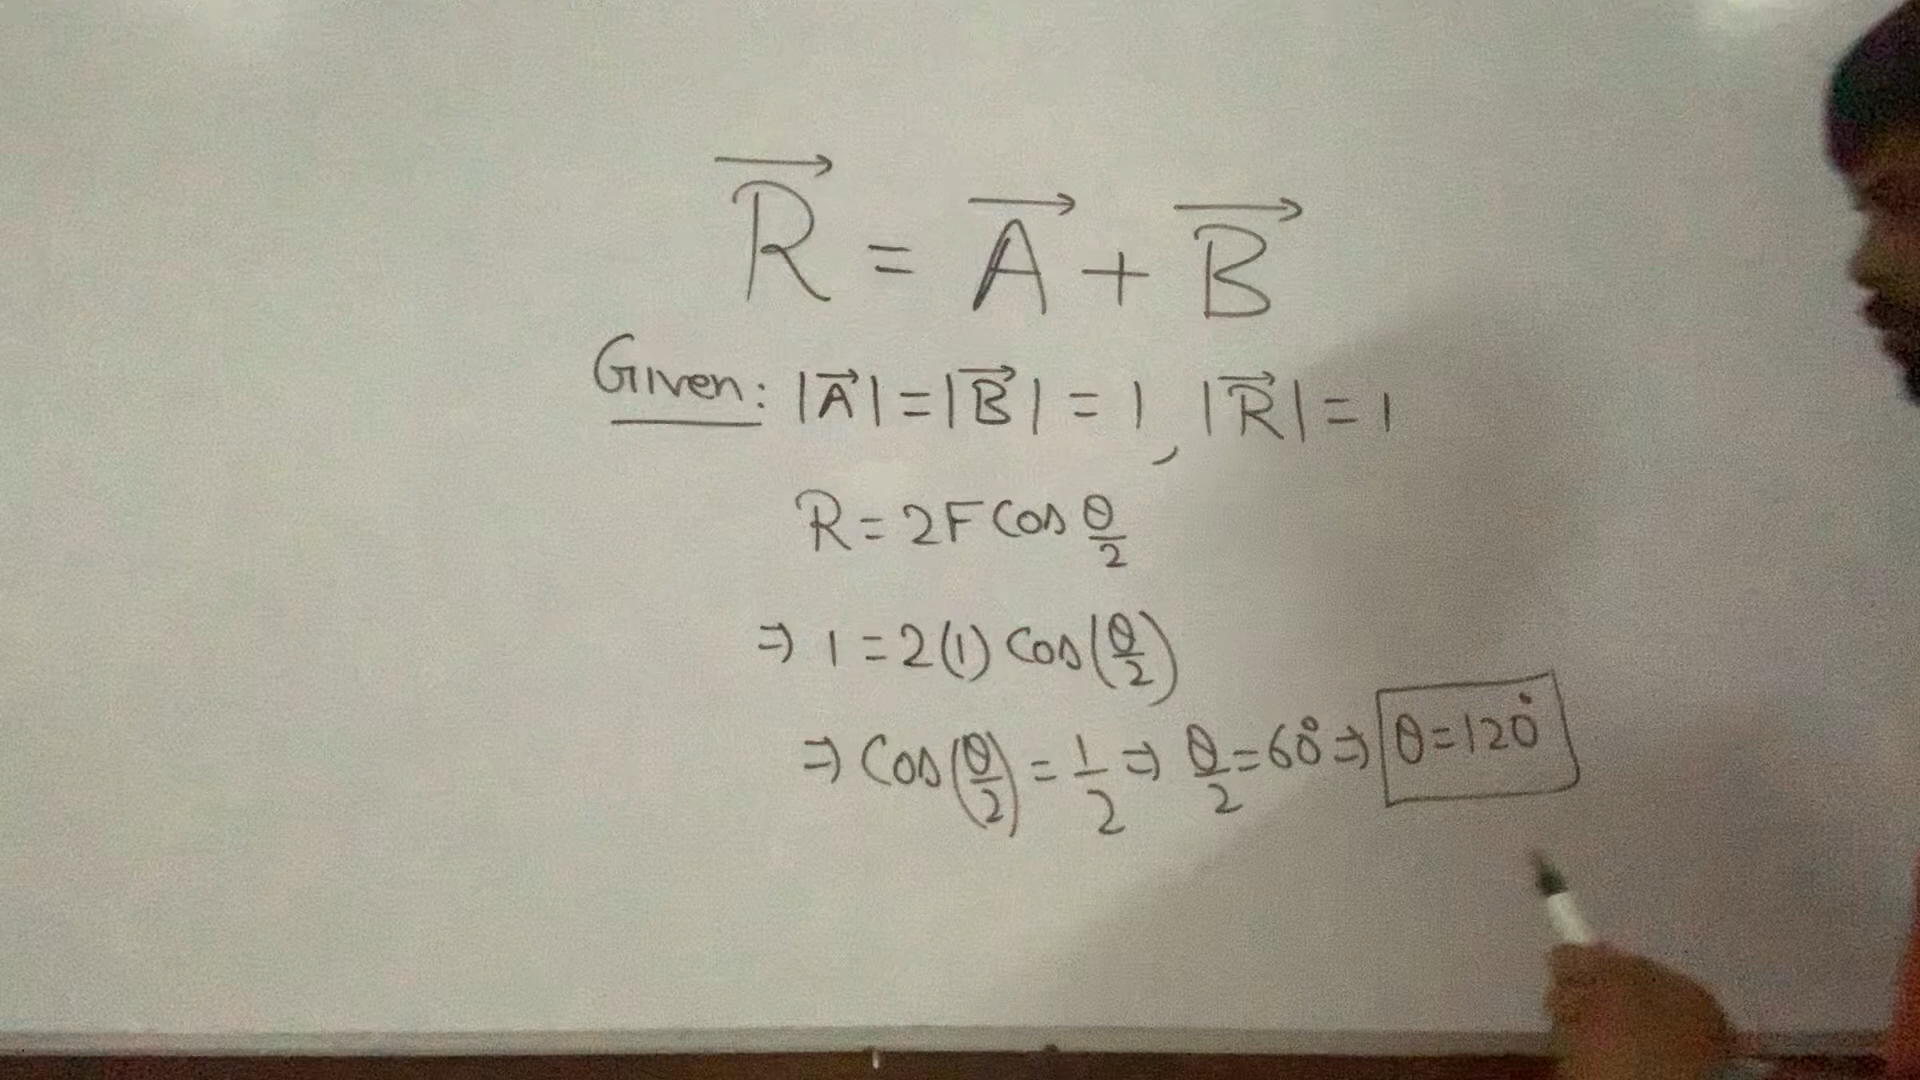 R⃗ = A⃗ + B⃗
Given: |A⃗| = |B⃗| = 1, |R⃗| = 1
R = 2F Cos θ/2
⇒ 1 = 2(1) Cos(θ/2)
⇒ Cos(θ/2) = 1/2 ⇒ θ/2 = 60° ⇒ θ = 120°